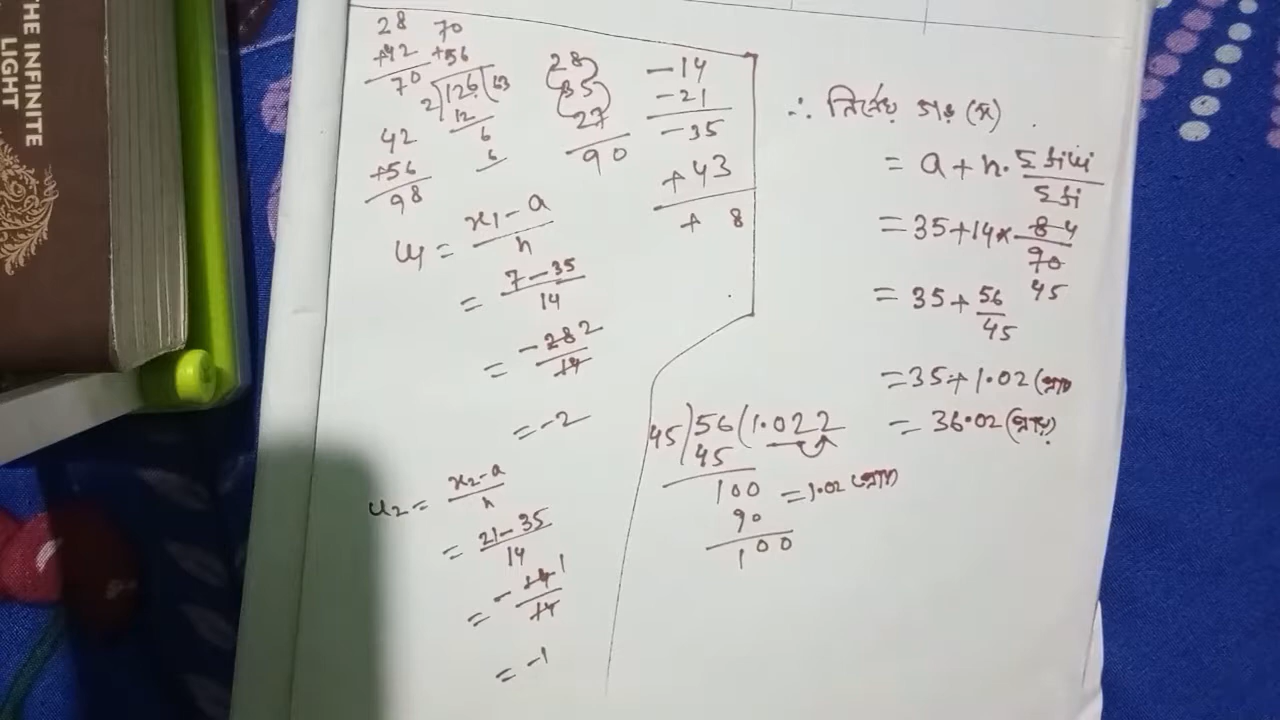 THE INFINITE
LIGHT
28
+42
70
70
+56
2)126(63
12
6
6
42
+56
98
28
35
27
90
-14
-21
-35
+43
+ 8
u₁ = x₁-a / h
= 7-35 / 14
= -28 2 / 14
= -2
u₂ = x₂-a / h
= 21-35 / 14
= -14 1 / 14
= -1
∴ নির্ণেয় গড় (x̄)
= a + h. Σfiui / Σfi
= 35+14× 8 4 / 90 45
= 35 + 56 / 45
= 35+1.02 (প্রায়
= 36.02 (প্রায়)
45)56(1.022
45
100 = 1.02 প্রায়
90
100